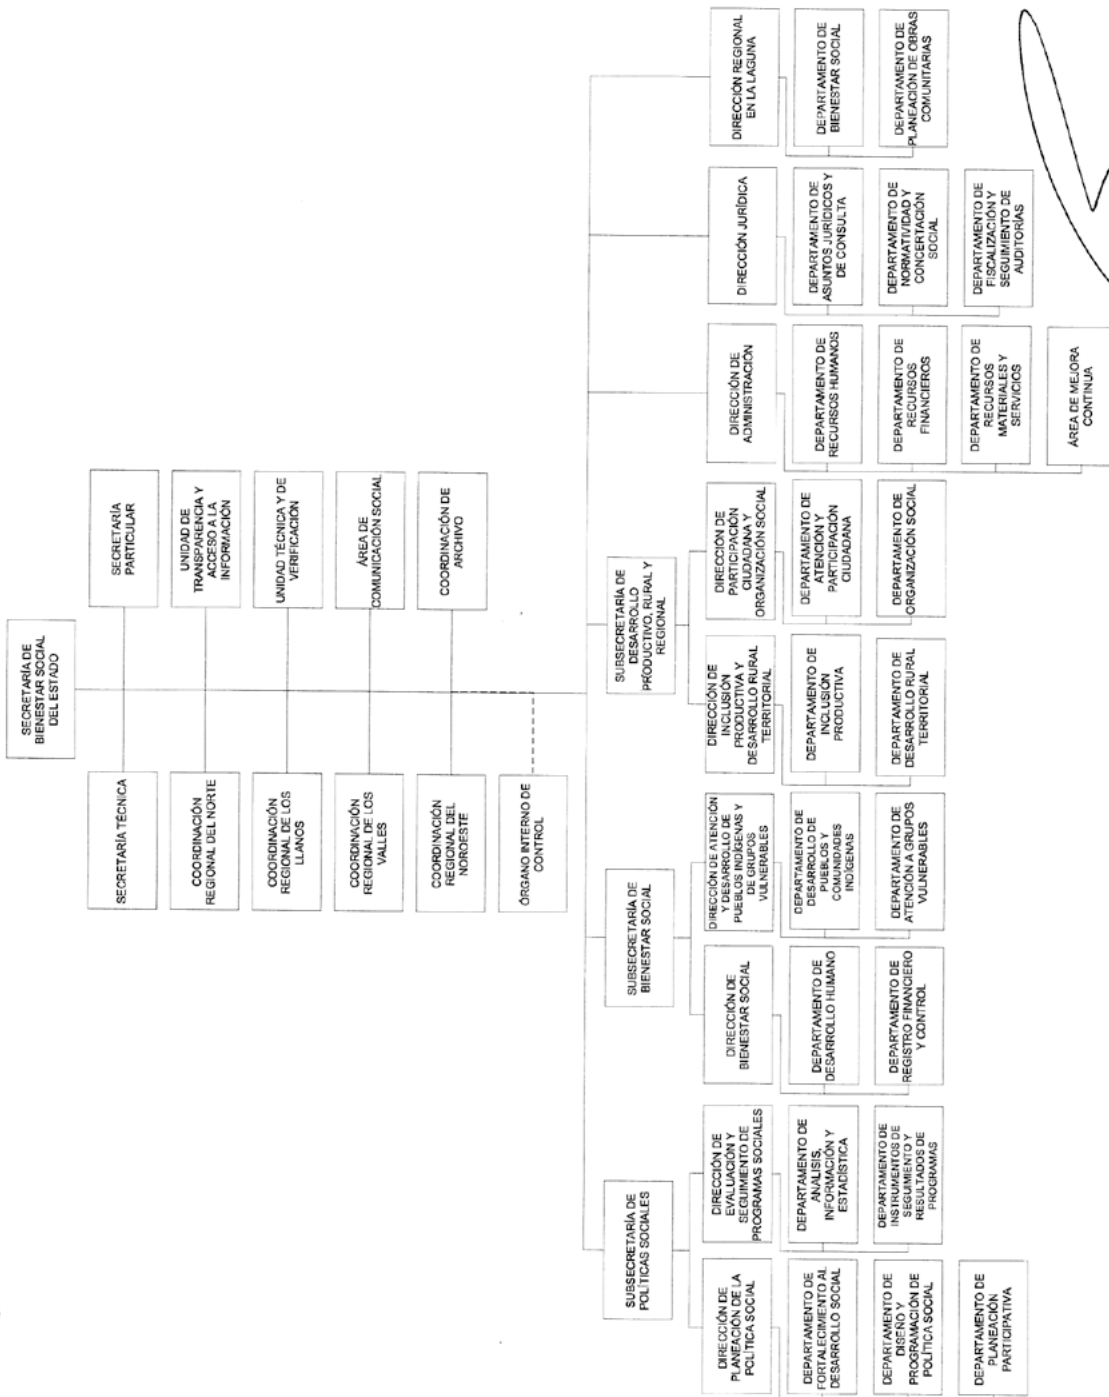 SECRETARÍA DE
BIENESTAR SOCIAL
DEL ESTADO
SECRETARÍA TÉCNICA
SECRETARÍA
PARTICULAR
COORDINACIÓN
REGIONAL DEL NORTE
UNIDAD DE
TRANSPARENCIA Y
ACCESO A LA
INFORMACIÓN
COORDINACIÓN
REGIONAL DE LOS
LLANOS
UNIDAD TÉCNICA Y DE
VERIFICACIÓN
COORDINACIÓN
REGIONAL DE LOS
VALLES
ÁREA DE
COMUNICACIÓN SOCIAL
COORDINACIÓN
REGIONAL DEL
NOROESTE
COORDINACIÓN DE
ARCHIVO
ÓRGANO INTERNO DE
CONTROL
SUBSECRETARÍA DE
POLÍTICAS SOCIALES
SUBSECRETARÍA DE
BIENESTAR SOCIAL
SUBSECRETARÍA DE
DESARROLLO
PRODUCTIVO, RURAL Y
REGIONAL
DIRECCIÓN DE
PLANEACIÓN DE LA
POLÍTICA SOCIAL
DIRECCIÓN DE
EVALUACIÓN Y
SEGUIMIENTO DE
PROGRAMAS SOCIALES
DIRECCIÓN DE
BIENESTAR SOCIAL
DIRECCIÓN DE ATENCIÓN
Y DESARROLLO DE
PUEBLOS INDÍGENAS Y
DE GRUPOS
VULNERABLES
DIRECCIÓN DE
INCLUSIÓN
PRODUCTIVA Y
DESARROLLO RURAL
TERRITORIAL
DIRECCIÓN DE
PARTICIPACIÓN
CIUDADANA Y
ORGANIZACIÓN SOCIAL
DIRECCIÓN DE
ADMINISTRACIÓN
DIRECCIÓN JURÍDICA
DIRECCIÓN REGIONAL
EN LA LAGUNA
DEPARTAMENTO DE
FORTALECIMIENTO AL
DESARROLLO SOCIAL
DEPARTAMENTO DE
ANALISIS,
INFORMACIÓN Y
ESTADÍSTICA
DEPARTAMENTO DE
DESARROLLO HUMANO
DEPARTAMENTO DE
DESARROLLO DE
PUEBLOS Y
COMUNIDADES
INDÍGENAS
DEPARTAMENTO DE
INCLUSIÓN
PRODUCTIVA
DEPARTAMENTO DE
ATENCIÓN Y
PARTICIPACIÓN
CIUDADANA
DEPARTAMENTO DE
RECURSOS HUMANOS
DEPARTAMENTO DE
ASUNTOS JURÍDICOS Y
DE CONSULTA
DEPARTAMENTO DE
BIENESTAR SOCIAL
DEPARTAMENTO DE
DISEÑO Y
PROGRAMACIÓN DE
POLÍTICA SOCIAL
DEPARTAMENTO DE
INSTRUMENTOS DE
SEGUIMIENTO Y
RESULTADOS DE
PROGRAMAS
DEPARTAMENTO DE
REGISTRO FINANCIERO
Y CONTROL
DEPARTAMENTO DE
ATENCIÓN A GRUPOS
VULNERABLES
DEPARTAMENTO DE
DESARROLLO RURAL
TERRITORIAL
DEPARTAMENTO DE
ORGANIZACIÓN SOCIAL
DEPARTAMENTO DE
RECURSOS
FINANCIEROS
DEPARTAMENTO DE
NORMATIVIDAD Y
CONCERTACIÓN
SOCIAL
DEPARTAMENTO DE
PLANEACIÓN DE OBRAS
COMUNITARIAS
DEPARTAMENTO DE
PLANEACIÓN
PARTICIPATIVA
DEPARTAMENTO DE
RECURSOS
MATERIALES Y
SERVICIOS
DEPARTAMENTO DE
FISCALIZACIÓN Y
SEGUIMIENTO DE
AUDITORÍAS
ÁREA DE MEJORA
CONTINUA